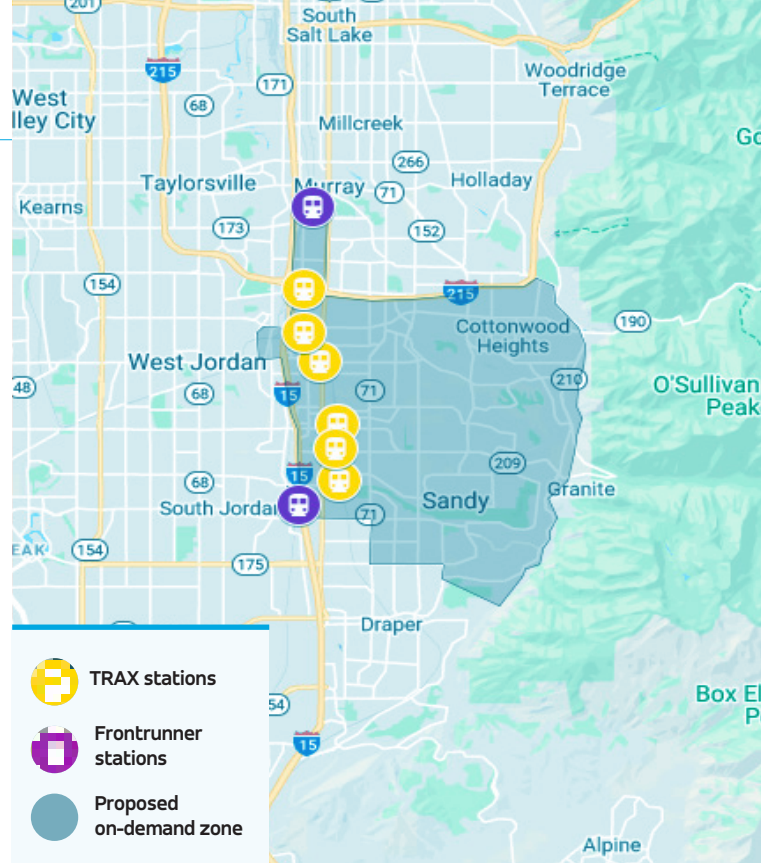 201
South
Salt Lake
215
Woodridge
Terrace
171
West
lley City
68
Millcreek
266
Taylorsville
Murray
71
Holladay
Kearns
173
152
154
215
190
Cottonwood
Heights
West Jordan
48
68
15
71
210
O'Sullivan
Peak
209
15
68
Granite
South Jordan
Sandy
71
EAK
154
175
Draper
TRAX stations
54
Box El
Frontrunner
stations
15
Proposed
on-demand zone
Alpine